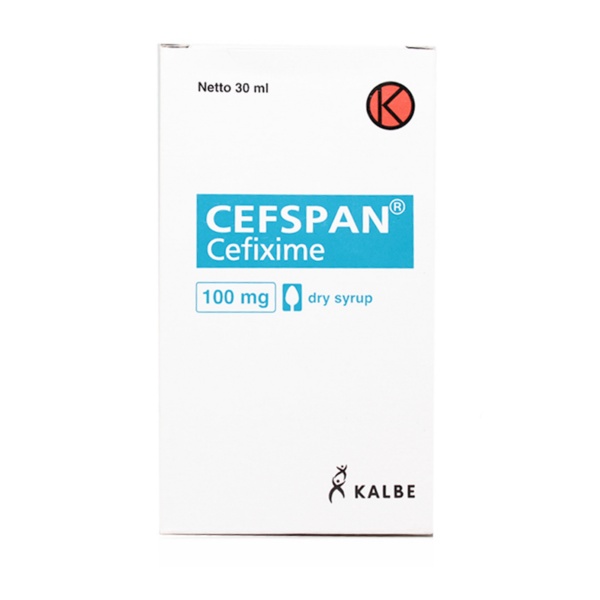 Netto 30 ml
K
CEFSPAN®
Cefixime
100 mg dry syrup
KALBE